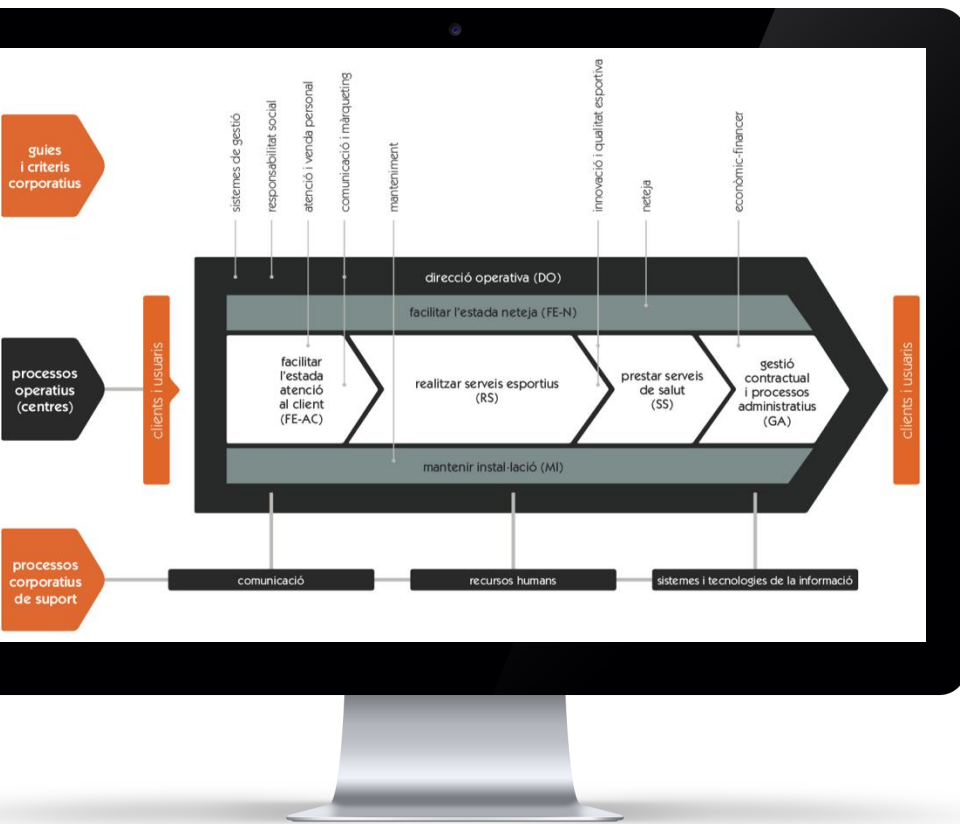 guies
i criteris
corporatius
sistemes de gestió
responsabilitat social
atenció i venda personal
comunicació i màrqueting
manteniment
innovació i qualitat esportiva
neteja
econòmic-financer
processos
operatius
(centres)
clients i usuaris
direcció operativa (DO)
facilitar l'estada neteja (FE-N)
facilitar
l'estada
atenció
al client
(FE-AC)
realitzar serveis esportius
(RS)
prestar serveis
de salut
(SS)
gestió
contractual
i processos
administratius
(GA)
mantenir instal·lació (MI)
clients i usuaris
processos
corporatius
de suport
comunicació
recursos humans
sistemes i tecnologies de la informació